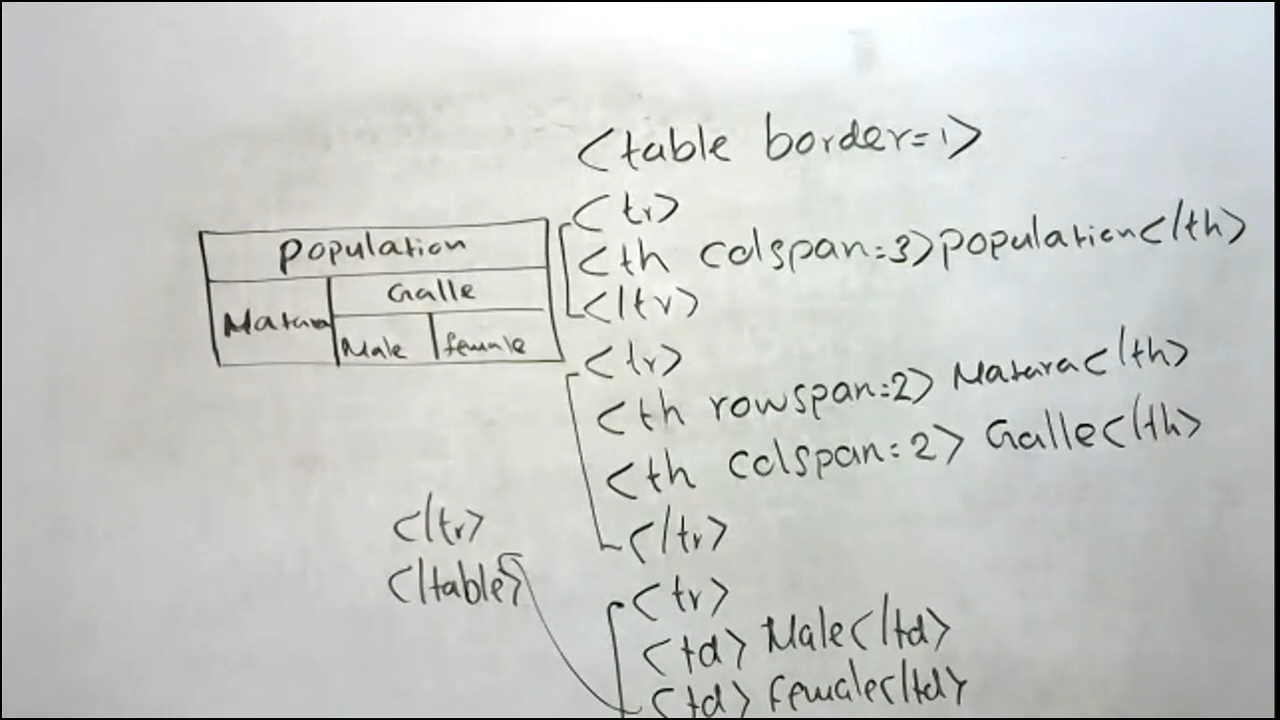 Population
Matara
Galle
Male female
<table border=1>
<tr>
<th colspan=3>population</th>
</tr>
<tr>
<th rowspan=2> Matara</th>
<th colspan=2> Galle</th>
</tr>
<tr>
<td> Male</td>
<td> female</td>
</tr>
</table>